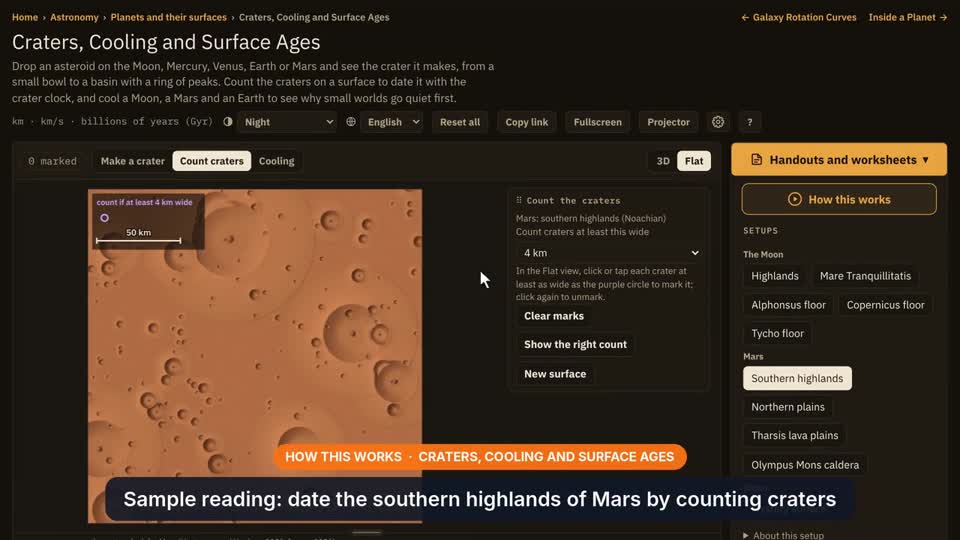 Home › Astronomy › Planets and their surfaces › Craters, Cooling and Surface Ages
← Galaxy Rotation Curves Inside a Planet →
Craters, Cooling and Surface Ages
Drop an asteroid on the Moon, Mercury, Venus, Earth or Mars and see the crater it makes, from a
small bowl to a basin with a ring of peaks. Count the craters on a surface to date it with the
crater clock, and cool a Moon, a Mars and an Earth to see why small worlds go quiet first.
km · km/s · billions of years (Gyr) Night English Reset all Copy link Fullscreen Projector ?
0 marked Make a crater Count craters Cooling 3D Flat
count if at least 4 km wide
50 km
Count the craters
Mars: southern highlands (Noachian)
Count craters at least this wide
4 km
In the Flat view, click or tap each crater at
least as wide as the purple circle to mark it;
click again to unmark.
Clear marks
Show the right count
New surface
Handouts and worksheets ▾
How this works
SETUPS
The Moon
Highlands Mare Tranquillitatis
Alphonsus floor Copernicus floor
Tycho floor
Mars
Southern highlands
Northern plains
Tharsis lava plains
Olympus Mons caldera
▸ About this setup
HOW THIS WORKS · CRATERS, COOLING AND SURFACE AGES
Sample reading: date the southern highlands of Mars by counting craters